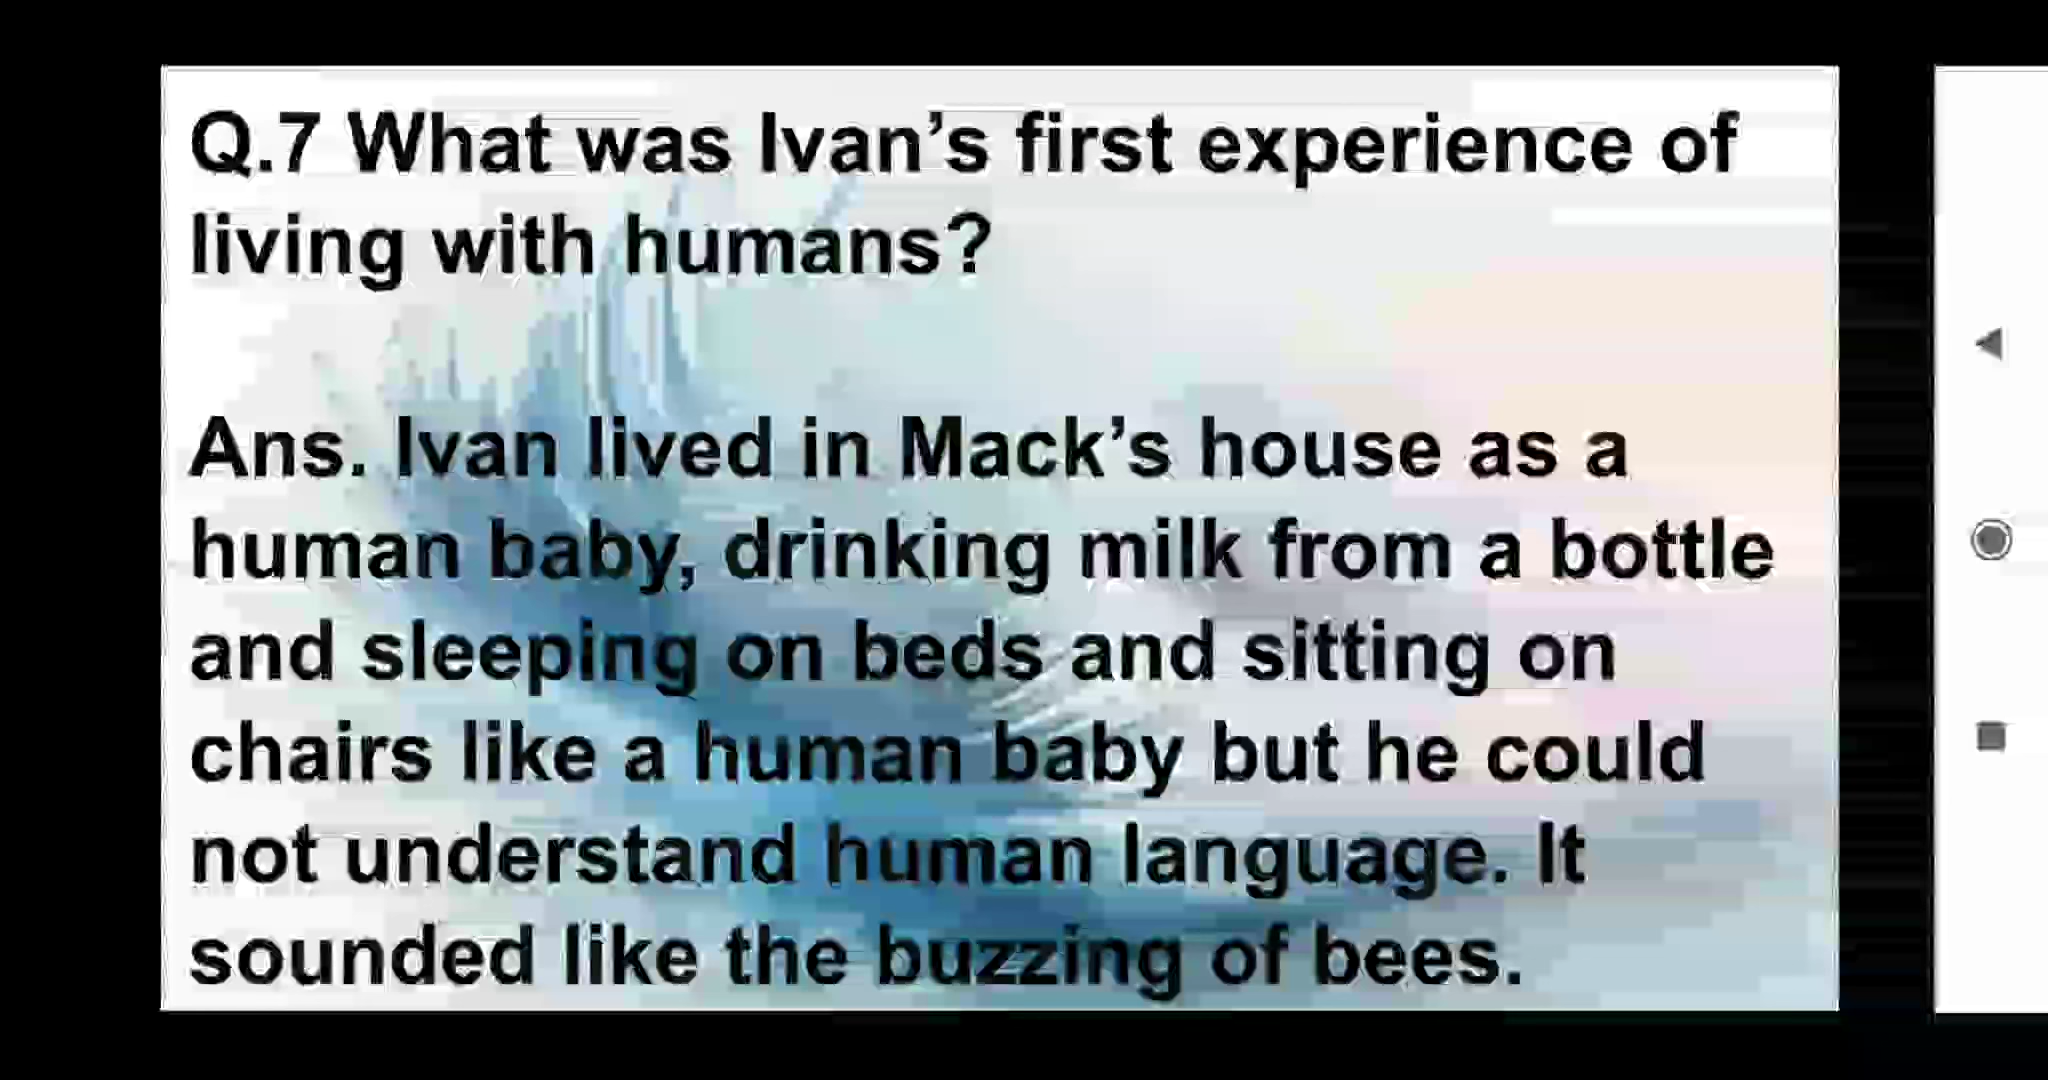 Q.7 What was Ivan’s first experience of
living with humans?
Ans. Ivan lived in Mack’s house as a
human baby, drinking milk from a bottle
and sleeping on beds and sitting on
chairs like a human baby but he could
not understand human language. It
sounded like the buzzing of bees.